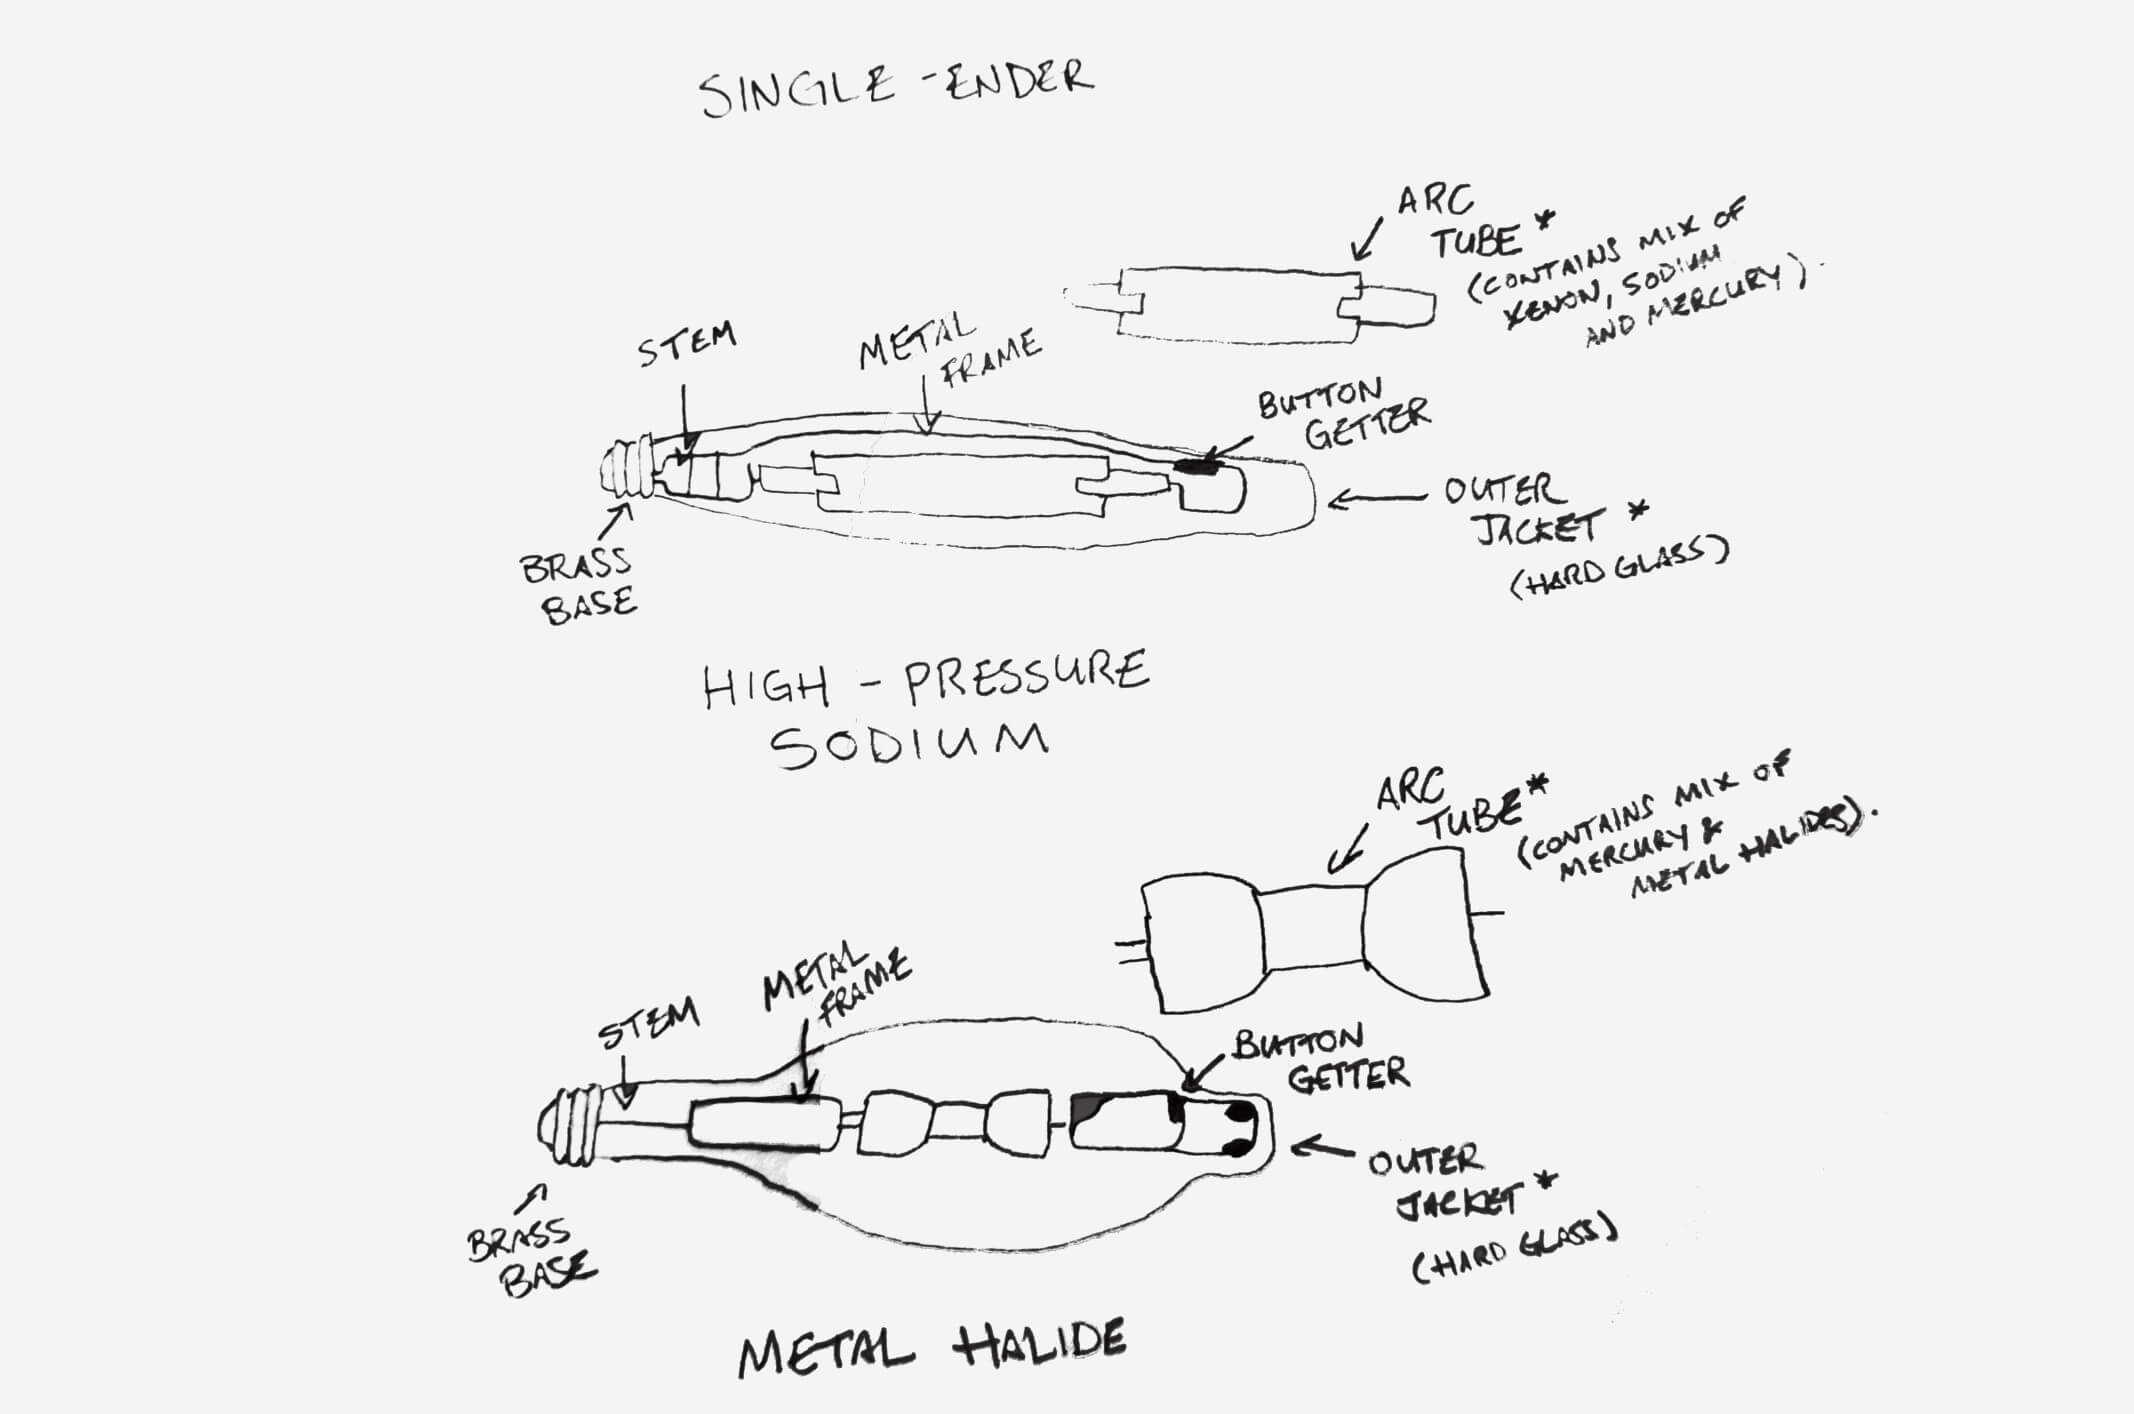 SINGLE-ENDER
ARC
TUBE*
(CONTAINS MIX OF
XENON, SODIUM
AND MERCURY).
STEM
METAL
FRAME
BUTTON
GETTER
OUTER
JACKET*
(HARD GLASS)
BRASS
BASE
HIGH-PRESSURE
SODIUM
ARC
TUBE*
(CONTAINS MIX OF
MERCURY &
METAL HALIDES).
STEM
METAL
FRAME
BUTTON
GETTER
OUTER
JACKET*
(HARD GLASS)
BRASS
BASE
METAL HALIDE